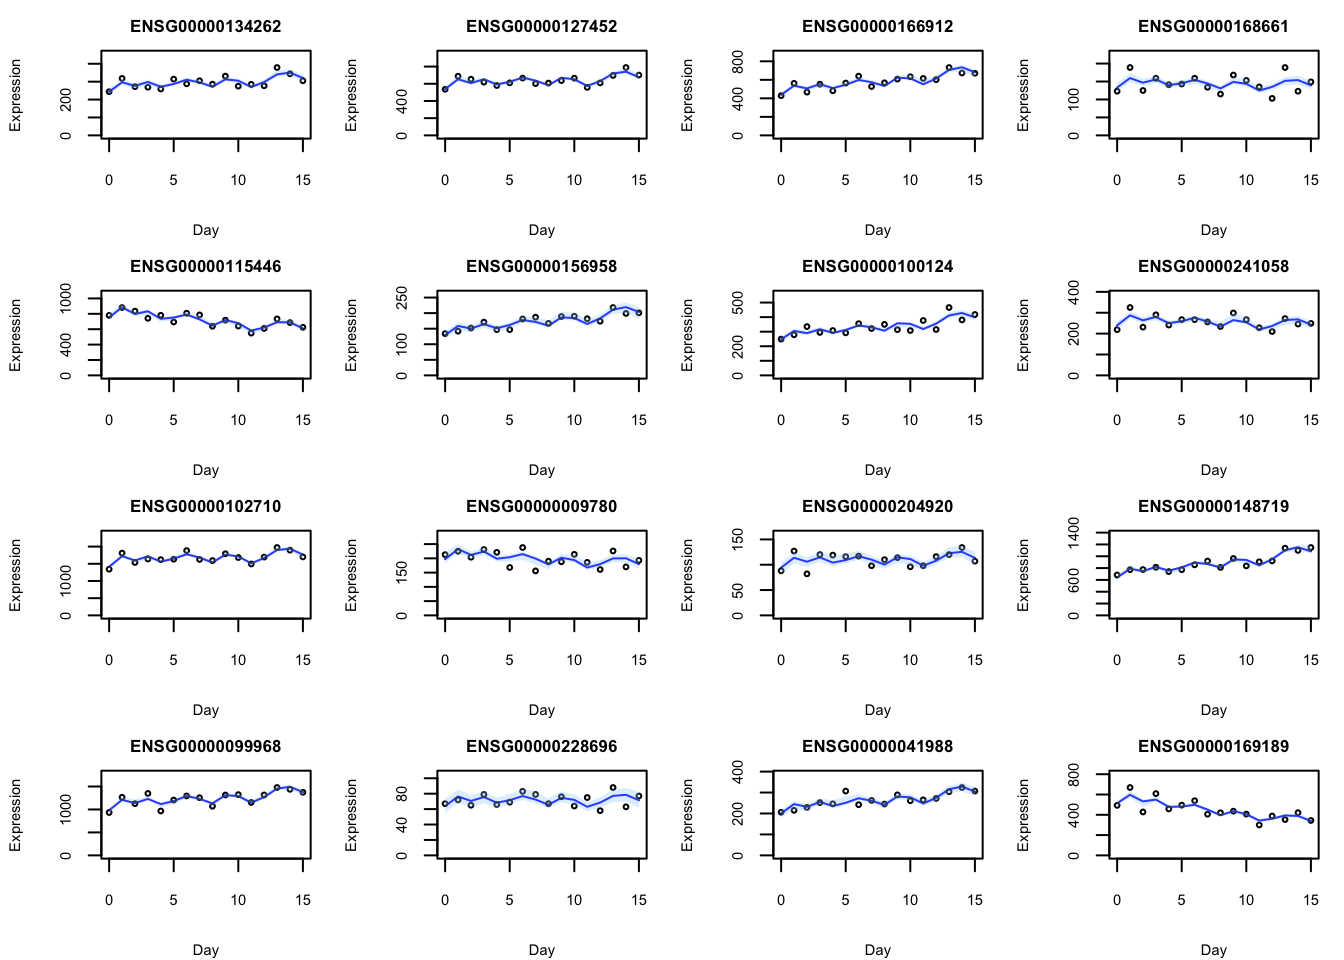 ENSG00000134262 ENSG00000127452 ENSG00000166912 ENSG00000168661
Expression 0 200 Expression 0 400 Expression 0 400 800 Expression 0 100
0 5 10 15 0 5 10 15 0 5 10 15 0 5 10 15
Day Day Day Day
ENSG00000115446 ENSG00000156958 ENSG00000100124 ENSG00000241058
Expression 0 400 1000 Expression 0 100 250 Expression 0 200 500 Expression 0 200 400
0 5 10 15 0 5 10 15 0 5 10 15 0 5 10 15
Day Day Day Day
ENSG00000102710 ENSG00000009780 ENSG00000204920 ENSG00000148719
Expression 0 1000 Expression 0 150 Expression 0 50 100 150 Expression 0 600 1400
0 5 10 15 0 5 10 15 0 5 10 15 0 5 10 15
Day Day Day Day
ENSG00000099968 ENSG00000228696 ENSG00000041988 ENSG00000169189
Expression 0 1000 Expression 0 40 80 Expression 0 200 400 Expression 0 400 800
0 5 10 15 0 5 10 15 0 5 10 15 0 5 10 15
Day Day Day Day